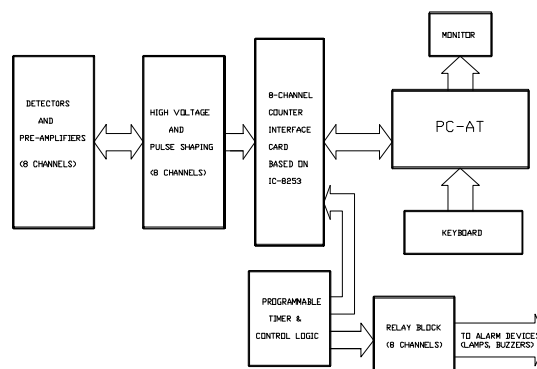 MONITOR
DETECTORS
AND
PRE-AMPLIFIERS
(8 CHANNELS)
HIGH VOLTAGE
AND
PULSE SHAPING
(8 CHANNELS)
8-CHANNEL
COUNTER
INTERFACE
CARD
BASED ON
IC-8253
PC-AT
KEYBOARD
PROGRAMMABLE
TIMER &
CONTROL LOGIC
RELAY BLOCK
(8 CHANNELS)
TO ALARM DEVICES
(LAMPS, BUZZERS)